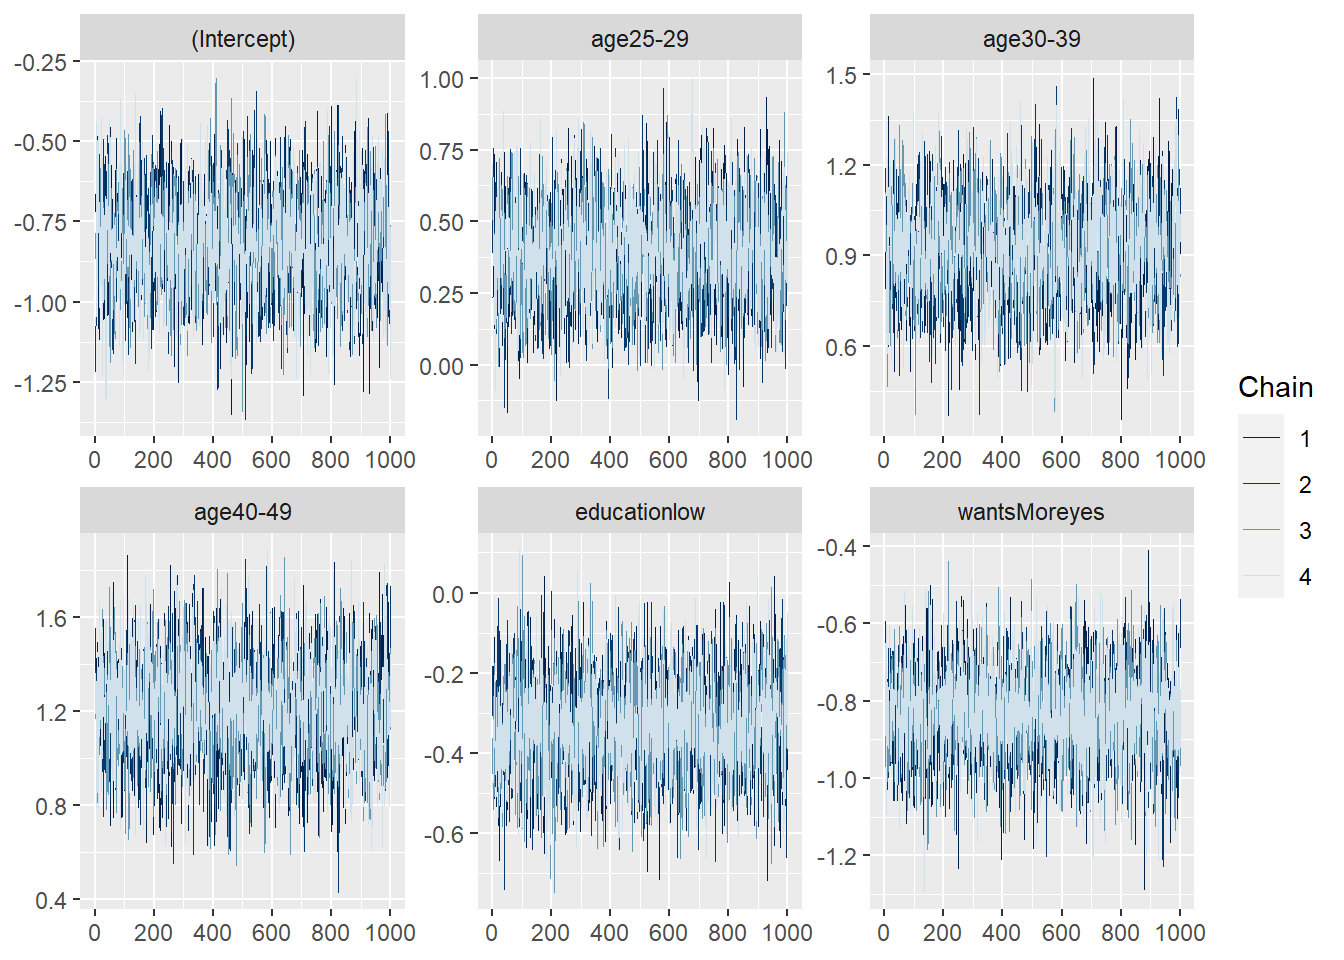 (Intercept)
age25-29
age30-39
-0.25
-0.50
-0.75
-1.00
-1.25
1.00
0.75
0.50
0.25
0.00
1.5
1.2
0.9
0.6
0 200 400 600 800 1000
0 200 400 600 800 1000
0 200 400 600 800 1000
age40-49
educationlow
wantsMoreyes
1.6
1.2
0.8
0.4
0.0
-0.2
-0.4
-0.6
-0.4
-0.6
-0.8
-1.0
-1.2
0 200 400 600 800 1000
0 200 400 600 800 1000
0 200 400 600 800 1000
Chain
1
2
3
4